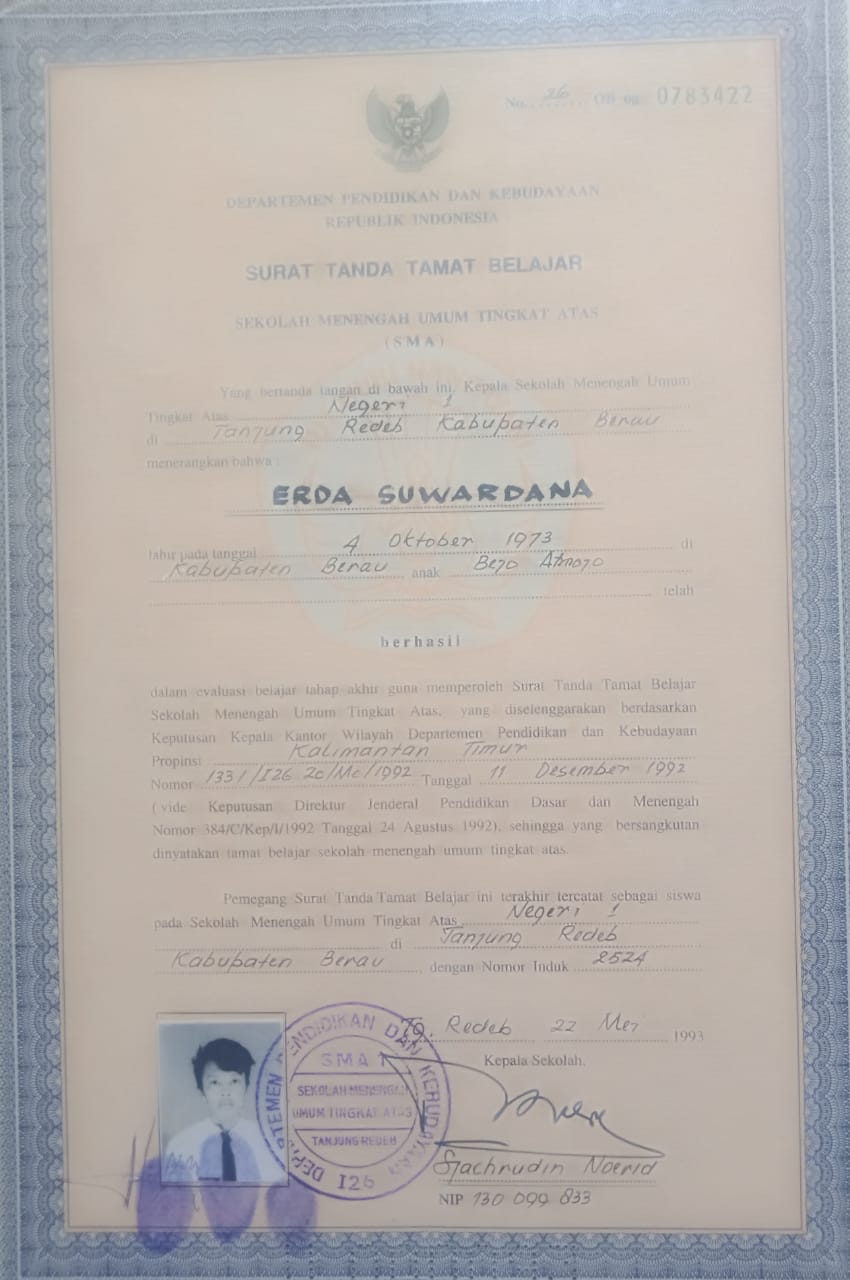 No. 26 OB og 0783422
DEPARTEMEN PENDIDIKAN DAN KEBUDAYAAN
REPUBLIK INDONESIA
SURAT TANDA TAMAT BELAJAR
SEKOLAH MENENGAH UMUM TINGKAT ATAS
(SMA)
Yang bertanda tangan di bawah ini, Kepala Sekolah Menengah Umum
Tingkat Atas Negeri 1
di Tanjung Redeb Kabupaten Berau
menerangkan bahwa :
ERDA SUWARDANA
lahir pada tanggal 4 Oktober 1973 di
Kabupaten Berau anak Bejo Atmojo
telah
berhasil
dalam evaluasi belajar tahap akhir guna memperoleh Surat Tanda Tamat Belajar
Sekolah Menengah Umum Tingkat Atas, yang diselenggarakan berdasarkan
Keputusan Kepala Kantor Wilayah Departemen Pendidikan dan Kebudayaan
Propinsi Kalimantan Timur
Nomor 1331/I26.2c/Mc/1992 Tanggal 11 Desember 1992
(vide Keputusan Direktur Jenderal Pendidikan Dasar dan Menengah
Nomor 384/C/Kep/I/1992 Tanggal 24 Agustus 1992), sehingga yang bersangkutan
dinyatakan tamat belajar sekolah menengah umum tingkat atas.
Pemegang Surat Tanda Tamat Belajar ini terakhir tercatat sebagai siswa
pada Sekolah Menengah Umum Tingkat Atas Negeri 1
di Tanjung Redeb
Kabupaten Berau, dengan Nomor Induk 2524
Tg. Redeb 22 Mei 1993
Kepala Sekolah,
DEPARTEMEN PENDIDIKAN DAN KEBUDAYAAN
SMA 1
SEKOLAH MENENGAH
UMUM TINGKAT ATAS
TANJUNG REDEB
I26
Sjachrudin Noerid
NIP 130 099 833